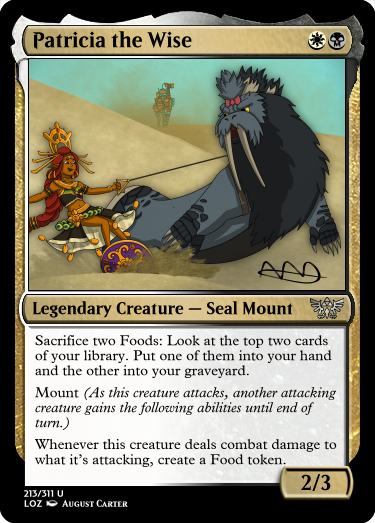 Patricia the Wise
Legendary Creature — Seal Mount
Sacrifice two Foods: Look at the top two cards
of your library. Put one of them into your hand
and the other into your graveyard.
Mount (As this creature attacks, another attacking
creature gains the following abilities until end of
turn.)
Whenever this creature deals combat damage to
what it's attacking, create a Food token.
2/3
213/311 U
LOZ August Carter